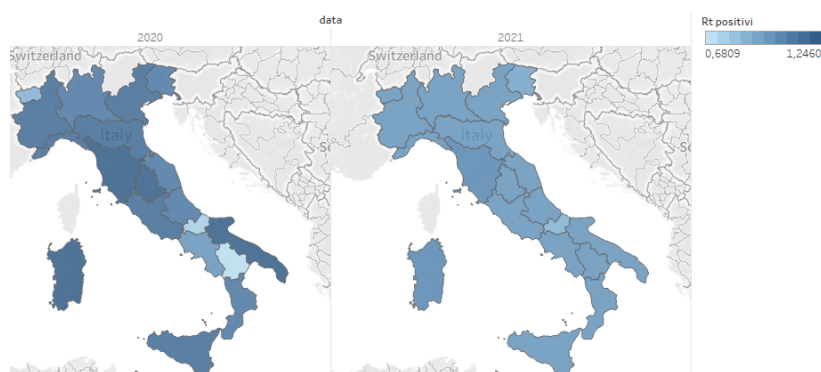 data
2020
2021
Switzerland
Italy
Switzerland
Italy
Rt positivi
0,6809
1,2460